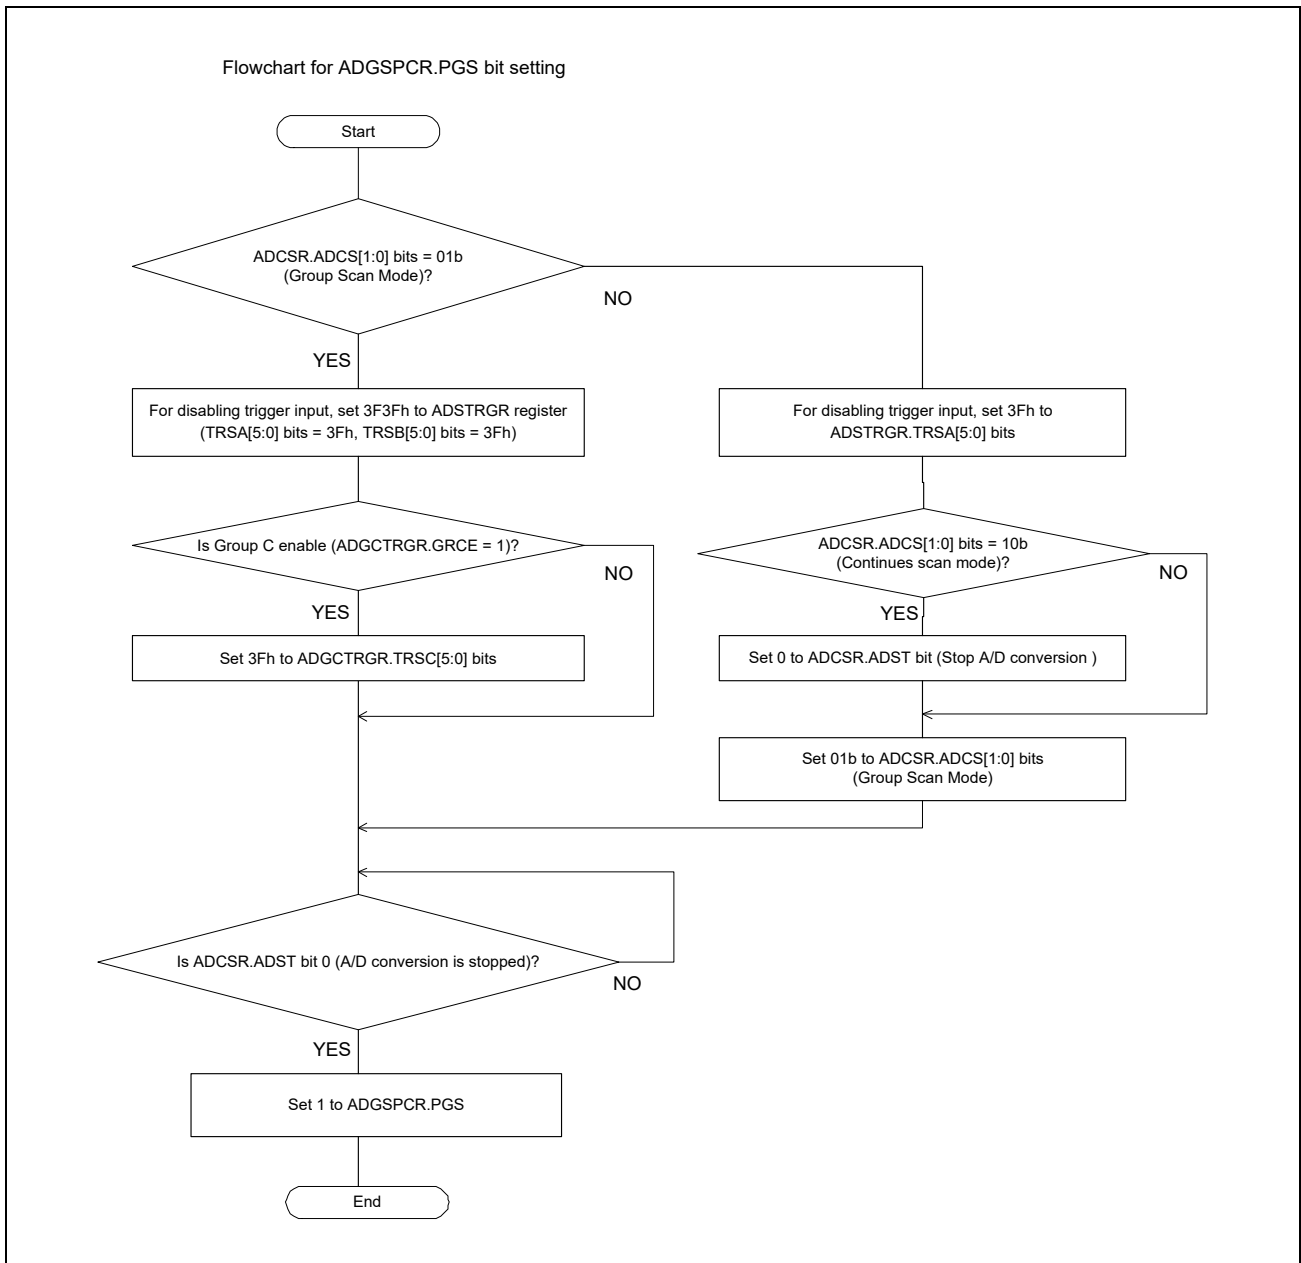 Flowchart for ADGSPCR.PGS bit setting
Start
ADCSR.ADCS[1:0] bits = 01b
(Group Scan Mode)?
NO
YES
For disabling trigger input, set 3F3Fh to ADSTRGR register
(TRSA[5:0] bits = 3Fh, TRSB[5:0] bits = 3Fh)
For disabling trigger input, set 3Fh to
ADSTRGR.TRSA[5:0] bits
Is Group C enable (ADGCTRGR.GRCE = 1)?
NO
YES
ADCSR.ADCS[1:0] bits = 10b
(Continues scan mode)?
NO
YES
Set 3Fh to ADGCTRGR.TRSC[5:0] bits
Set 0 to ADCSR.ADST bit (Stop A/D conversion )
Set 01b to ADCSR.ADCS[1:0] bits
(Group Scan Mode)
Is ADCSR.ADST bit 0 (A/D conversion is stopped)?
NO
YES
Set 1 to ADGSPCR.PGS
End